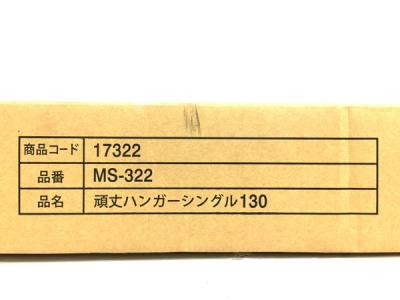 商品コード 17322
品番 MS-322
品名 頑丈ハンガーシングル130